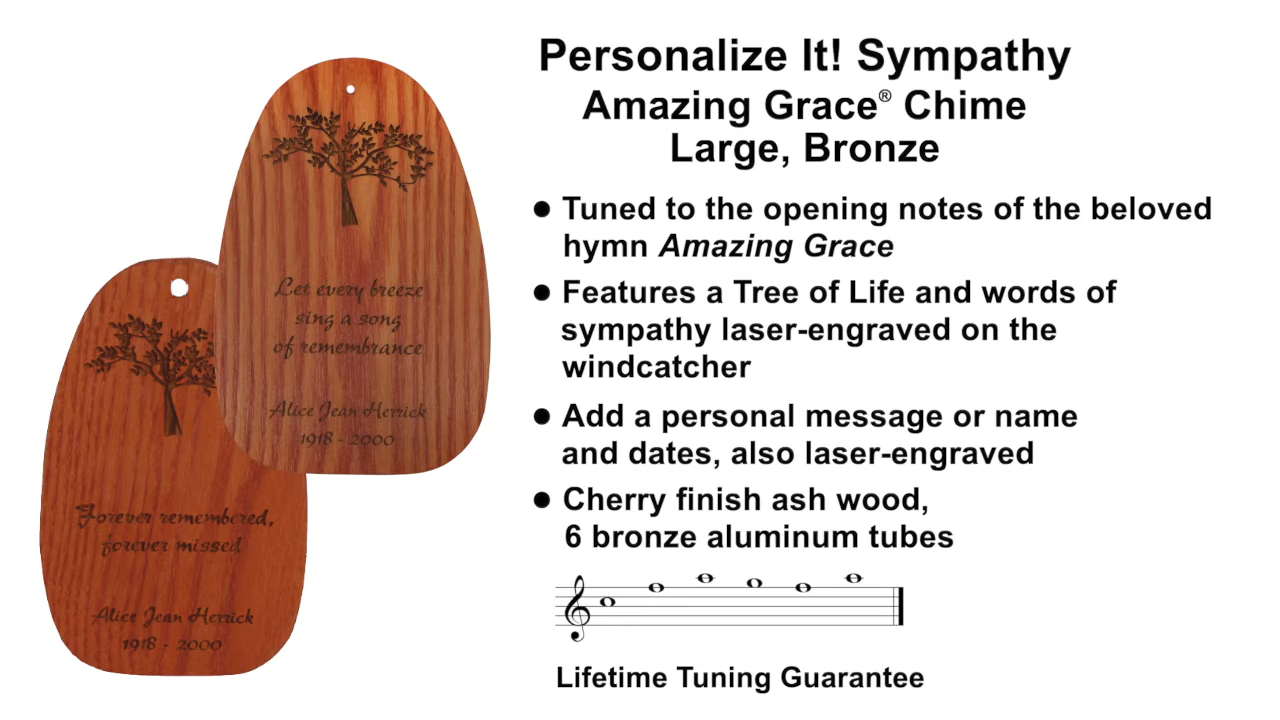 Personalize It! Sympathy
Amazing Grace® Chime
Large, Bronze
● Tuned to the opening notes of the beloved
hymn Amazing Grace
● Features a Tree of Life and words of
sympathy laser-engraved on the
windcatcher
● Add a personal message or name
and dates, also laser-engraved
● Cherry finish ash wood,
6 bronze aluminum tubes
Lifetime Tuning Guarantee
Let every breeze
sing a song
of remembrance
Alice Jean Herrick
1918 - 2000
Forever remembered,
forever missed
Alice Jean Herrick
1918 - 2000